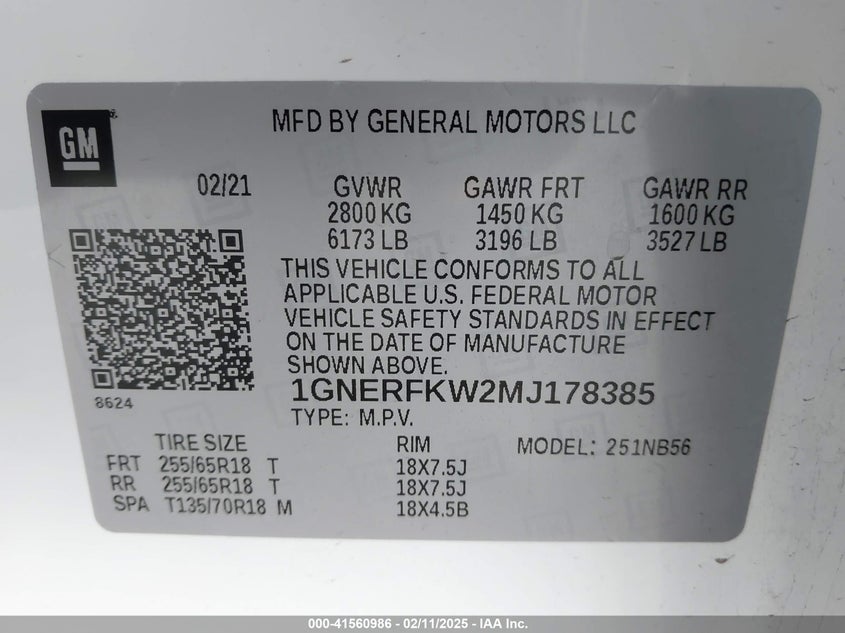 GM
MFD BY GENERAL MOTORS LLC
02/21 GVWR GAWR FRT GAWR RR
2800 KG 1450 KG 1600 KG
6173 LB 3196 LB 3527 LB
THIS VEHICLE CONFORMS TO ALL
APPLICABLE U.S. FEDERAL MOTOR
VEHICLE SAFETY STANDARDS IN EFFECT
ON THE DATE OF MANUFACTURE
SHOWN ABOVE.
8624
1GNERFKW2MJ178385
TYPE: M.P.V.
TIRE SIZE RIM MODEL: 251NB56
FRT 255/65R18 T 18X7.5J
RR 255/65R18 T 18X7.5J
SPA T135/70R18 M 18X4.5B
000-41560986 - 02/11/2025 - IAA Inc.